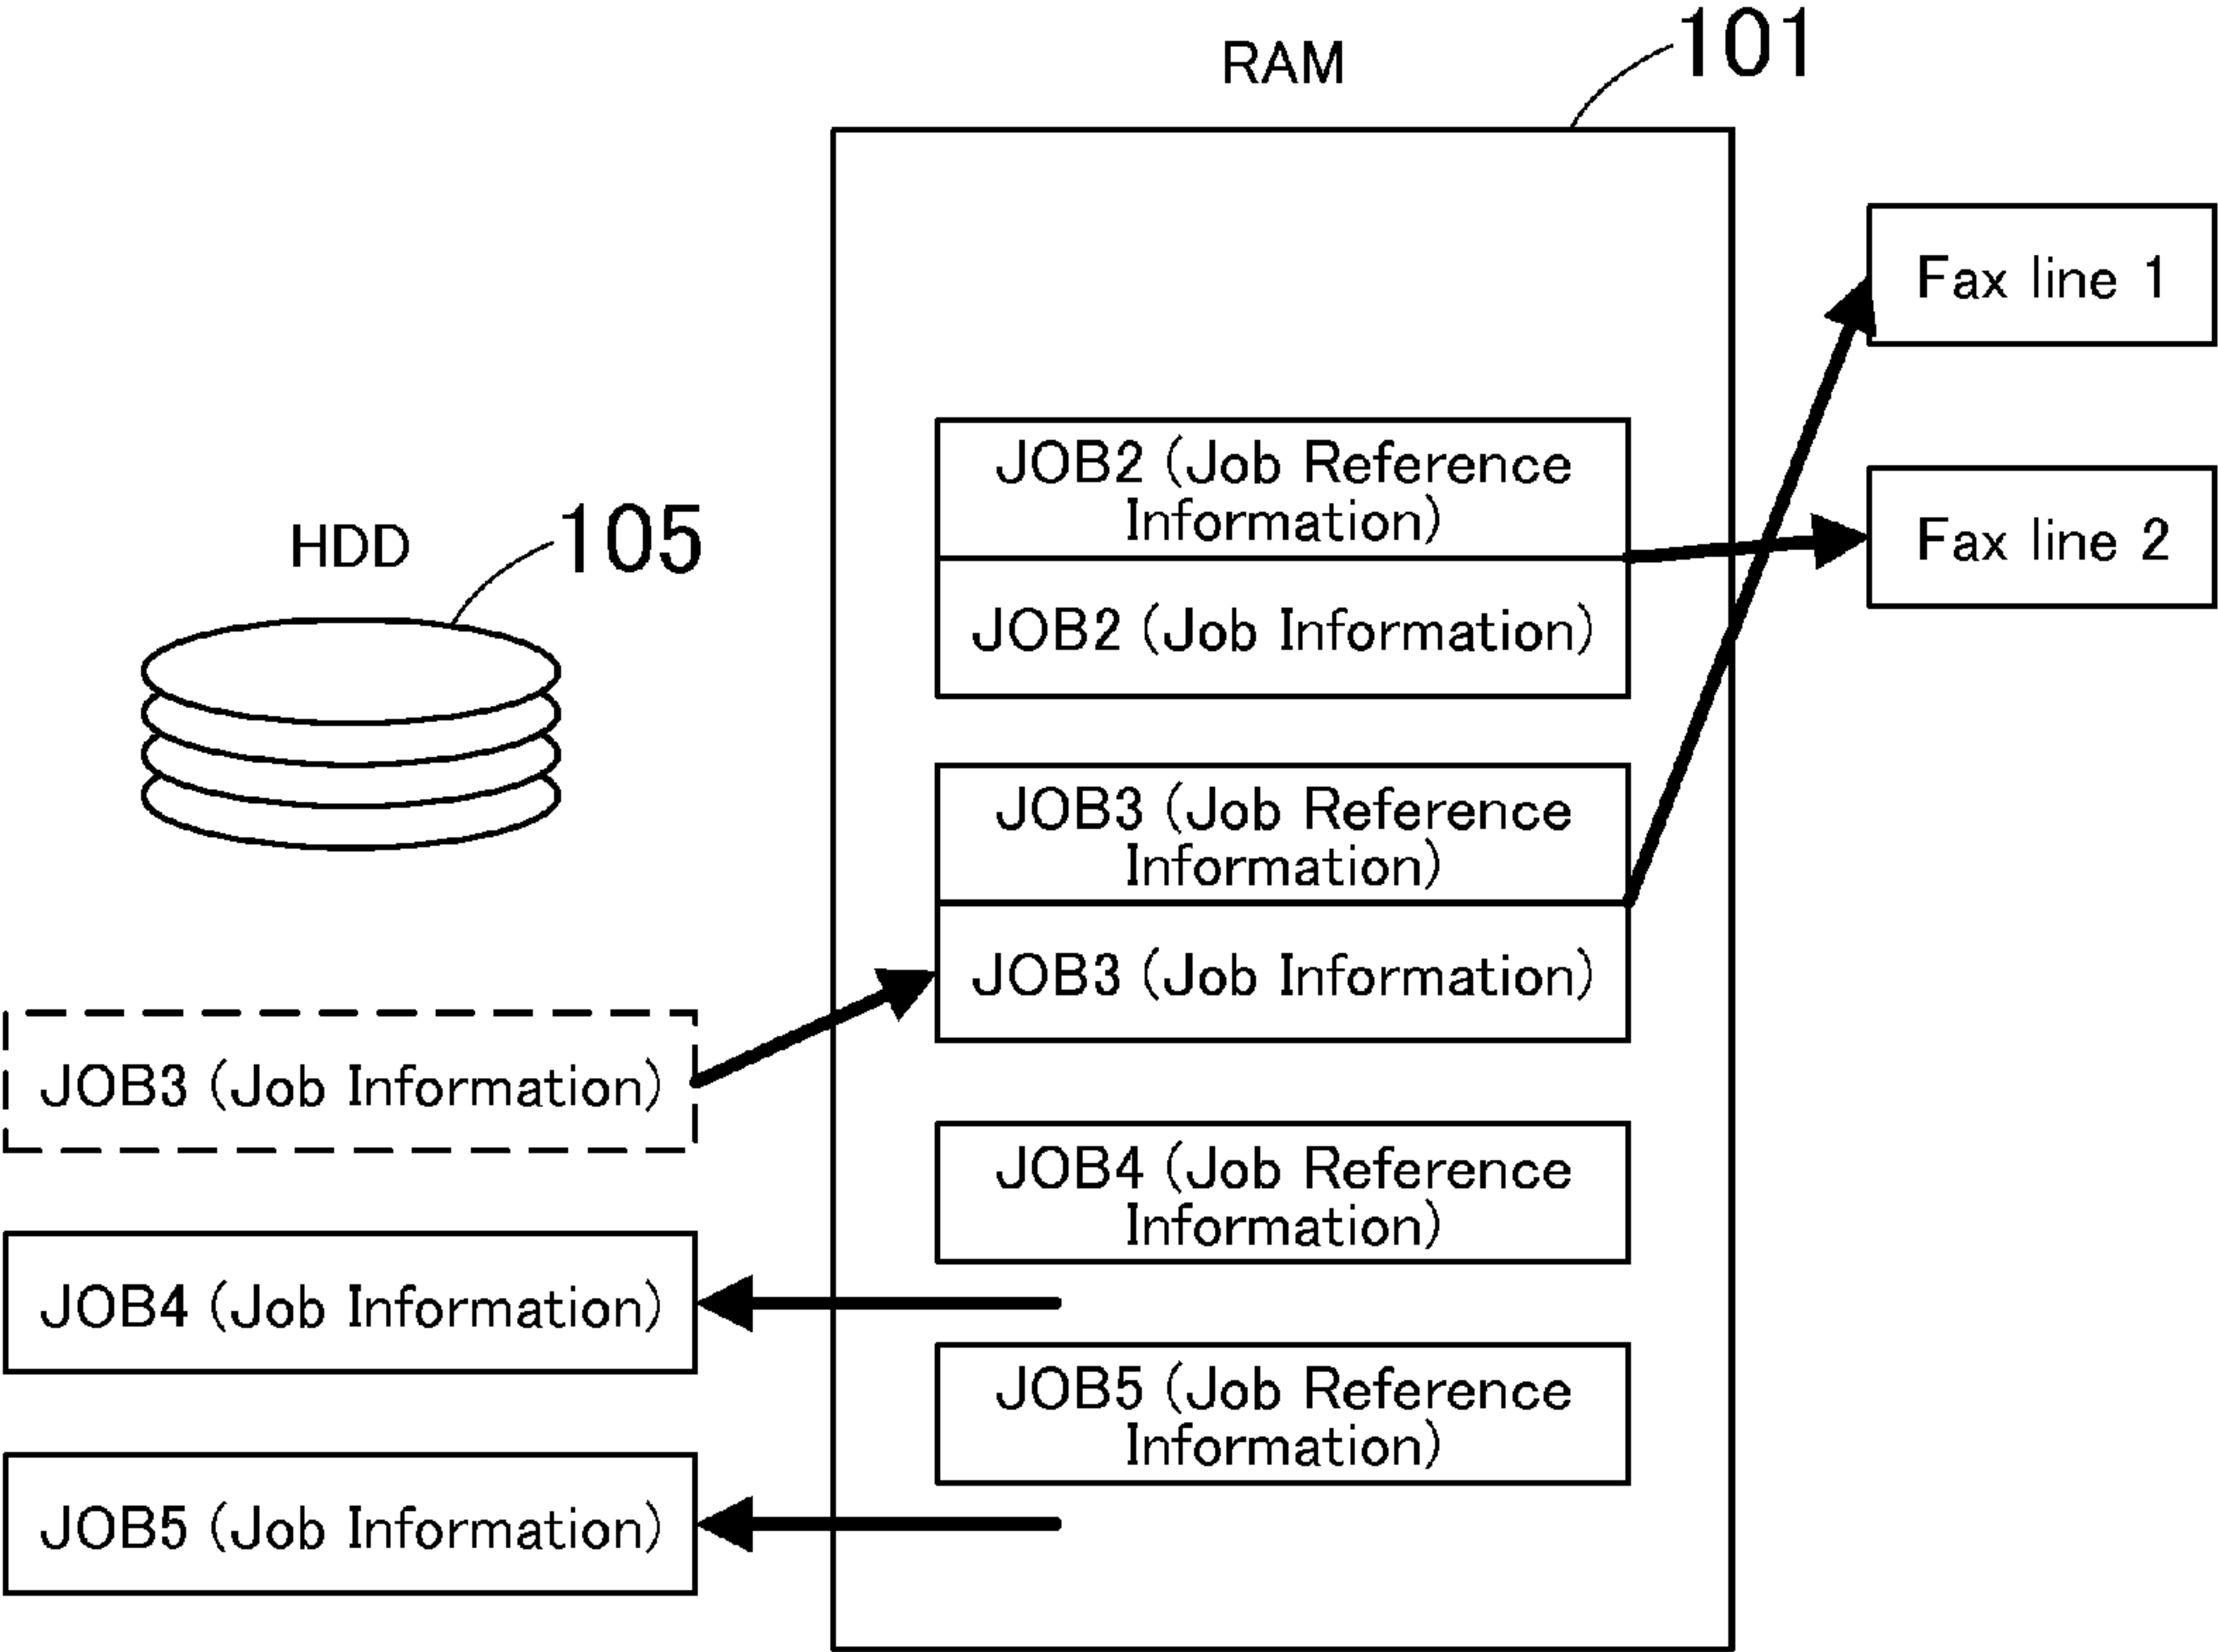 RAM
101
Fax line 1
JOB2 (Job Reference
Information)
Fax line 2
HDD
105
JOB2 (Job Information)
JOB3 (Job Reference
Information)
JOB3 (Job Information)
JOB3 (Job Information)
JOB4 (Job Reference
Information)
JOB4 (Job Information)
JOB5 (Job Reference
Information)
JOB5 (Job Information)